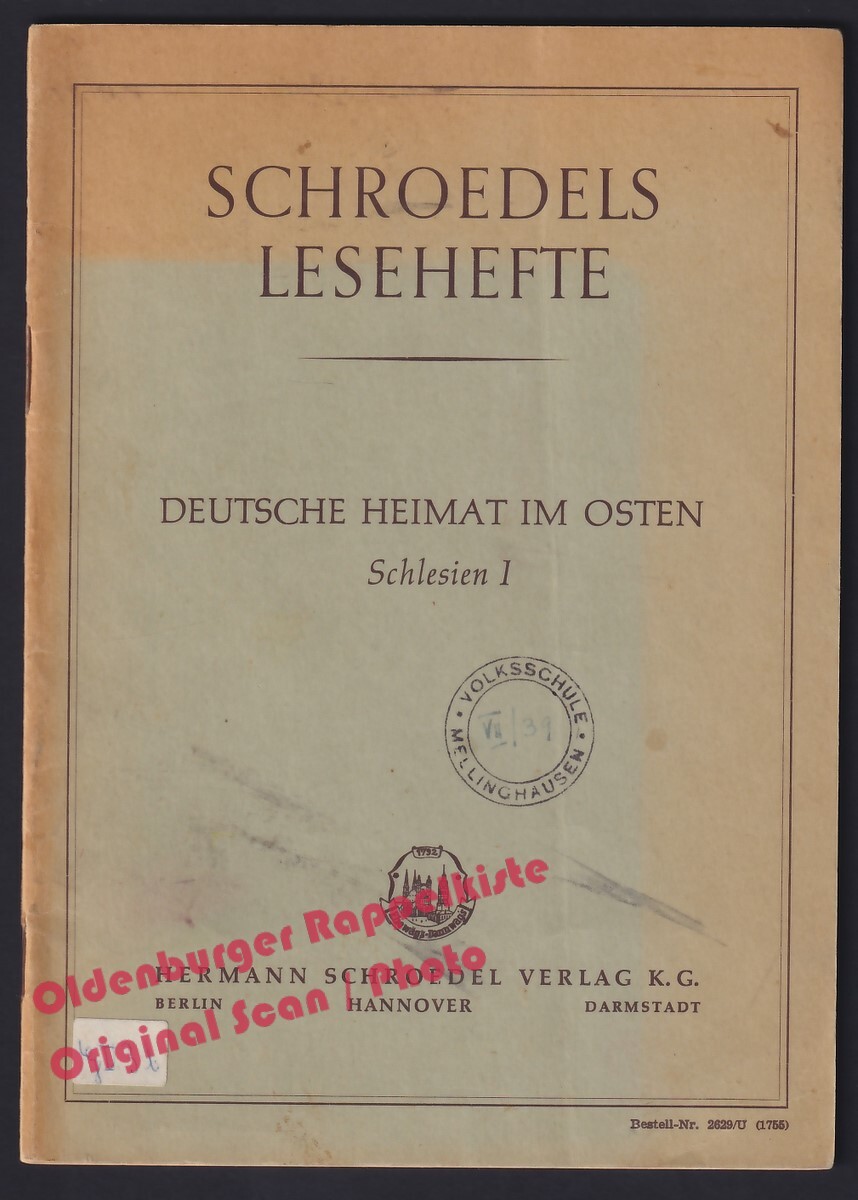 SCHROEDELS
LESEHEFTE
DEUTSCHE HEIMAT IM OSTEN
Schlesien I
VOLKSSCHULE
MELLINGHAUSEN
VII/39
1792
HERMANN SCHROEDEL VERLAG K.G.
BERLIN HANNOVER DARMSTADT
Oldenburger Rappelkiste
Original Scan | Photo
Bestell-Nr. 2629/U (1755)